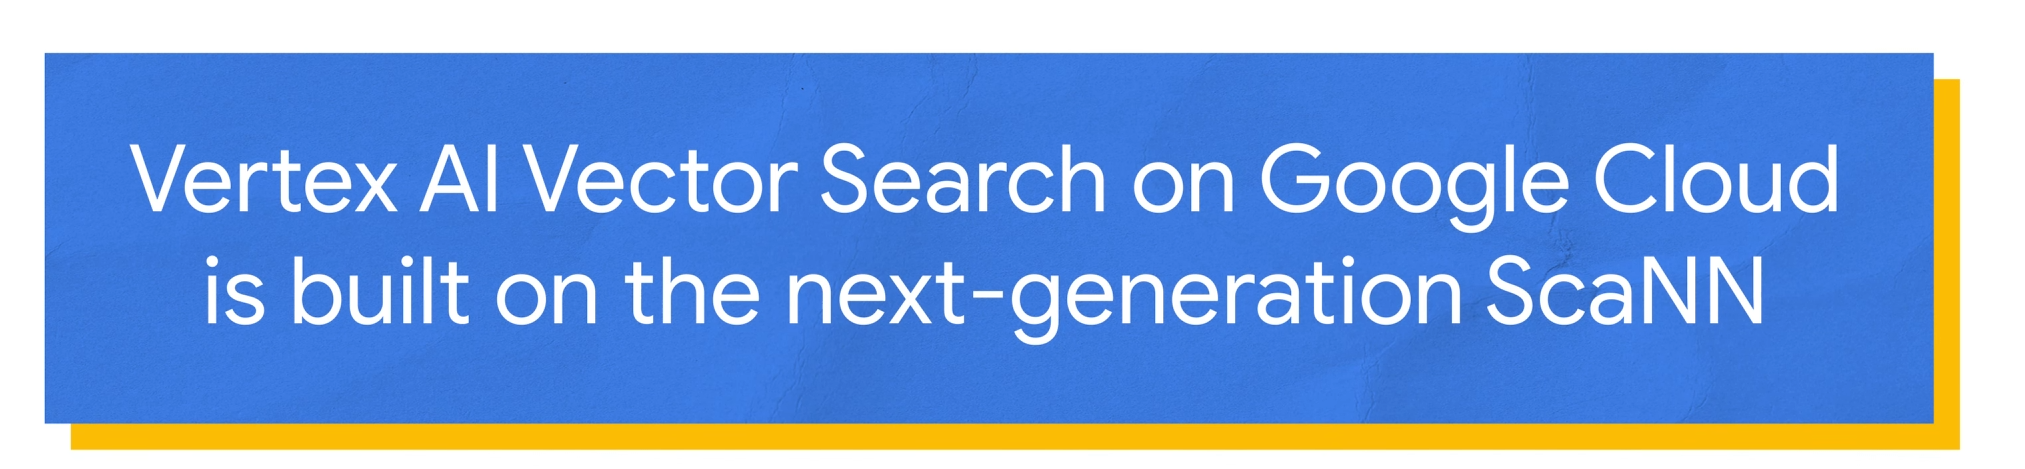 Vertex AI Vector Search on Google Cloud
is built on the next-generation ScaNN